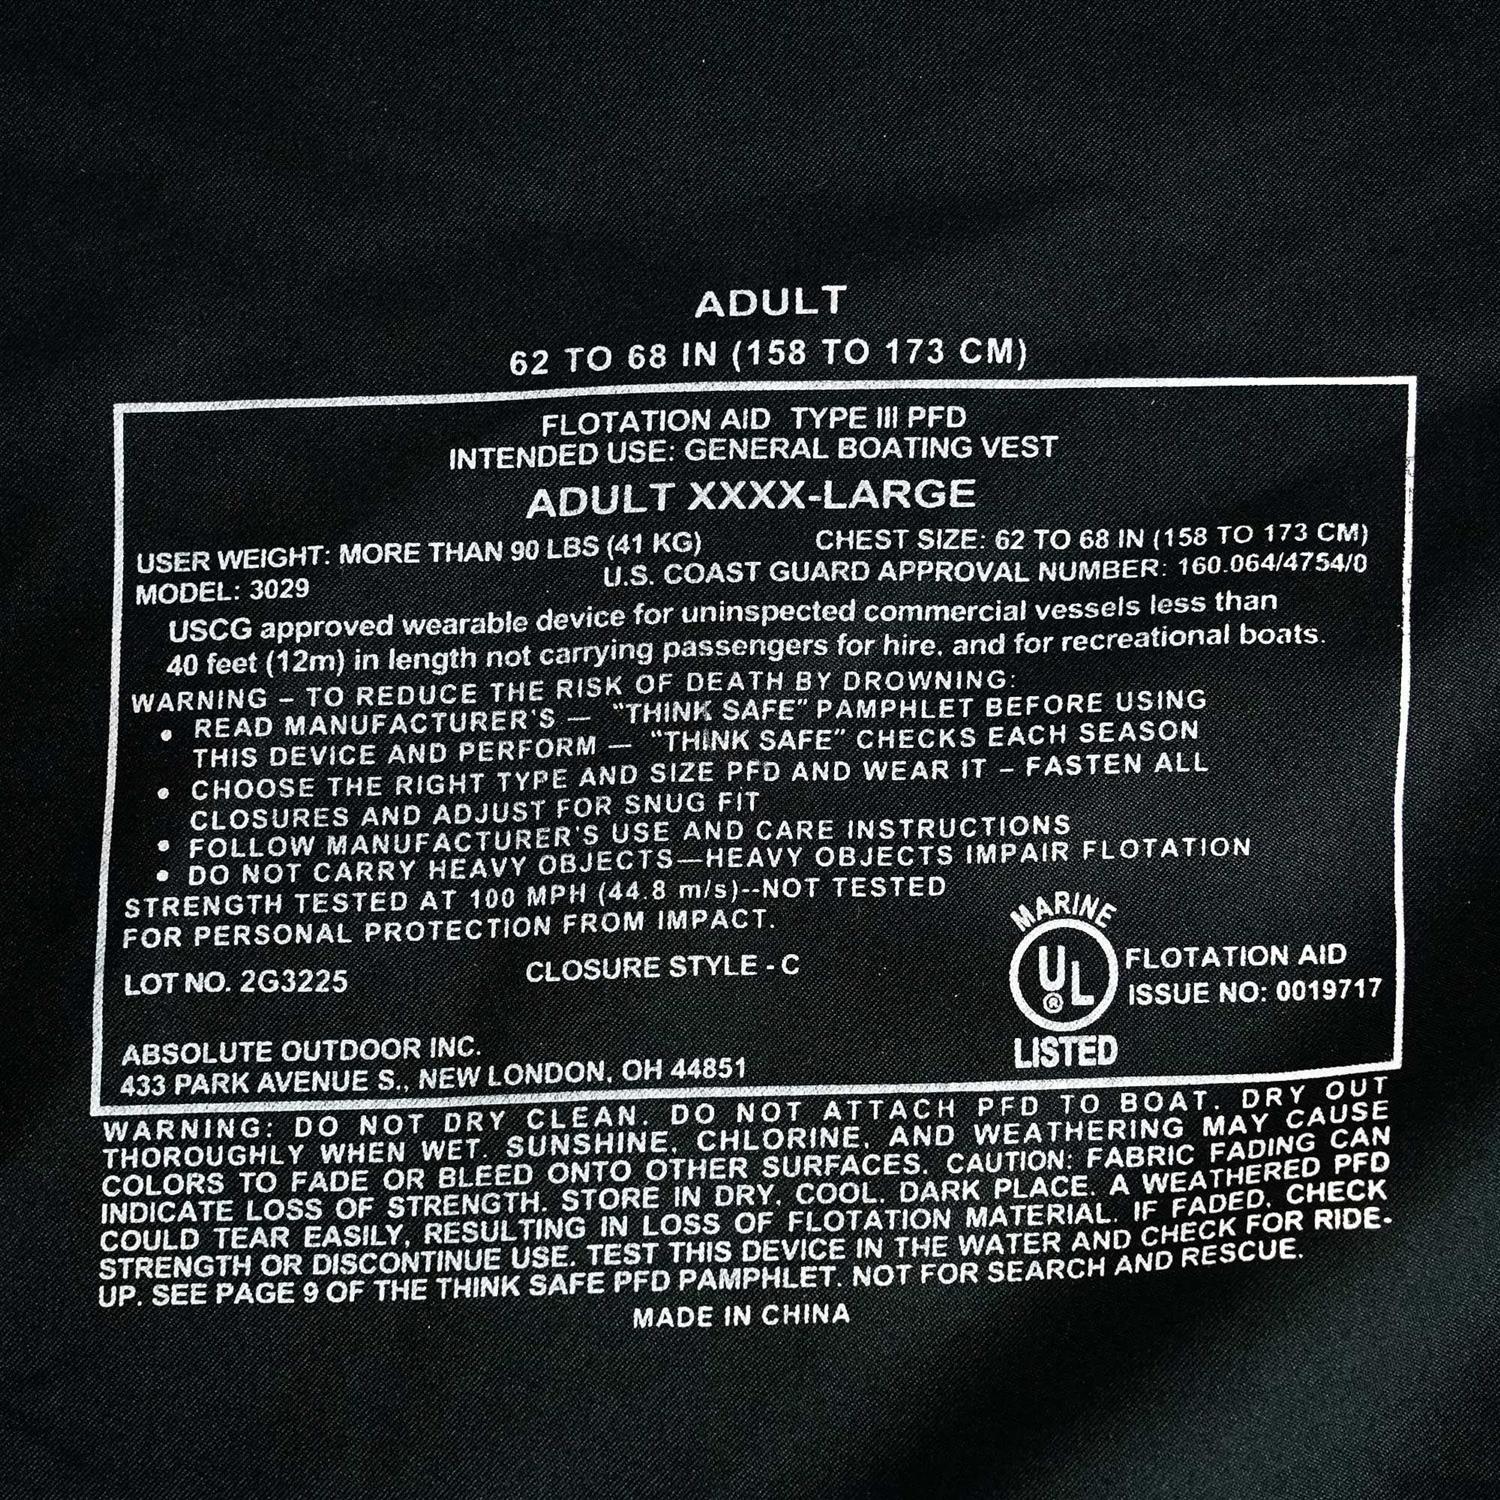 ADULT
62 TO 68 IN (158 TO 173 CM)
FLOTATION AID TYPE III PFD
INTENDED USE: GENERAL BOATING VEST
ADULT XXXX-LARGE
USER WEIGHT: MORE THAN 90 LBS (41 KG) CHEST SIZE: 62 TO 68 IN (158 TO 173 CM)
MODEL: 3029 U.S. COAST GUARD APPROVAL NUMBER: 160.064/4754/0
USCG approved wearable device for uninspected commercial vessels less than
40 feet (12m) in length not carrying passengers for hire, and for recreational boats.
WARNING – TO REDUCE THE RISK OF DEATH BY DROWNING:
• READ MANUFACTURER'S — "THINK SAFE" PAMPHLET BEFORE USING
THIS DEVICE AND PERFORM — "THINK SAFE" CHECKS EACH SEASON
• CHOOSE THE RIGHT TYPE AND SIZE PFD AND WEAR IT – FASTEN ALL
CLOSURES AND ADJUST FOR SNUG FIT
• FOLLOW MANUFACTURER'S USE AND CARE INSTRUCTIONS
• DO NOT CARRY HEAVY OBJECTS—HEAVY OBJECTS IMPAIR FLOTATION
STRENGTH TESTED AT 100 MPH (44.8 m/s)--NOT TESTED
FOR PERSONAL PROTECTION FROM IMPACT.
LOT NO. 2G3225 CLOSURE STYLE - C
MARINE
UL®
LISTED
FLOTATION AID
ISSUE NO: 0019717
ABSOLUTE OUTDOOR INC.
433 PARK AVENUE S., NEW LONDON, OH 44851
WARNING: DO NOT DRY CLEAN. DO NOT ATTACH PFD TO BOAT. DRY OUT
THOROUGHLY WHEN WET. SUNSHINE, CHLORINE, AND WEATHERING MAY CAUSE
COLORS TO FADE OR BLEED ONTO OTHER SURFACES. CAUTION: FABRIC FADING CAN
INDICATE LOSS OF STRENGTH. STORE IN DRY, COOL, DARK PLACE. A WEATHERED PFD
COULD TEAR EASILY, RESULTING IN LOSS OF FLOTATION MATERIAL. IF FADED, CHECK
STRENGTH OR DISCONTINUE USE. TEST THIS DEVICE IN THE WATER AND CHECK FOR RIDE-
UP. SEE PAGE 9 OF THE THINK SAFE PFD PAMPHLET. NOT FOR SEARCH AND RESCUE.
MADE IN CHINA